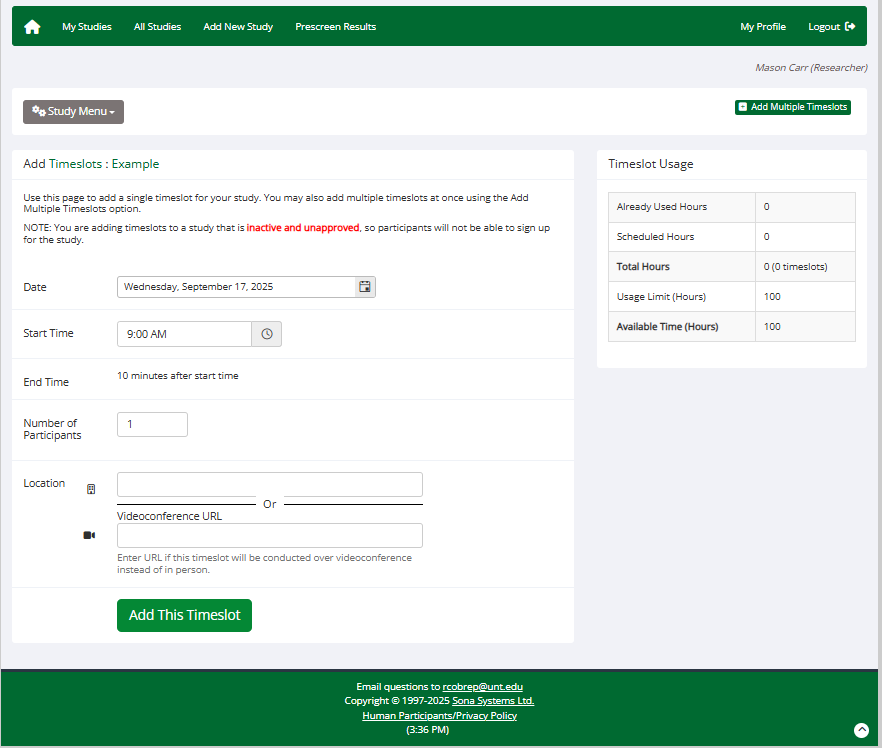 My Studies All Studies Add New Study Prescreen Results My Profile Logout
Mason Carr (Researcher)
Study Menu
Add Multiple Timeslots
Add Timeslots : Example
Use this page to add a single timeslot for your study. You may also add multiple timeslots at once using the Add
Multiple Timeslots option.
NOTE: You are adding timeslots to a study that is inactive and unapproved, so participants will not be able to sign up
for the study.
Date
Wednesday, September 17, 2025
Start Time
9:00 AM
End Time
10 minutes after start time
Number of
Participants
1
Location
Or
Videoconference URL
Enter URL if this timeslot will be conducted over videoconference
instead of in person.
Add This Timeslot
Timeslot Usage
Already Used Hours 0
Scheduled Hours 0
Total Hours 0 (0 timeslots)
Usage Limit (Hours) 100
Available Time (Hours) 100
Email questions to rcobrep@unt.edu
Copyright © 1997-2025 Sona Systems Ltd.
Human Participants/Privacy Policy
(3:36 PM)